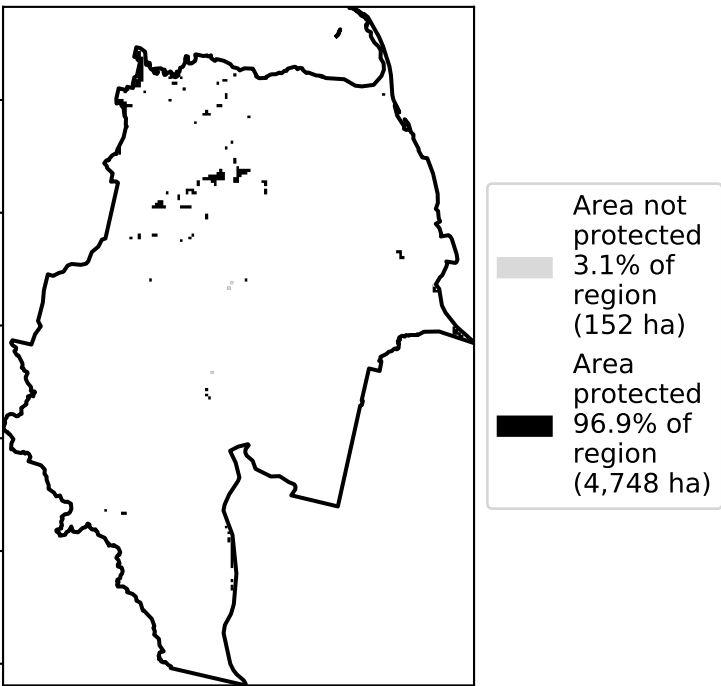 Area not
protected
3.1% of
region
(152 ha)
Area
protected
96.9% of
region
(4,748 ha)